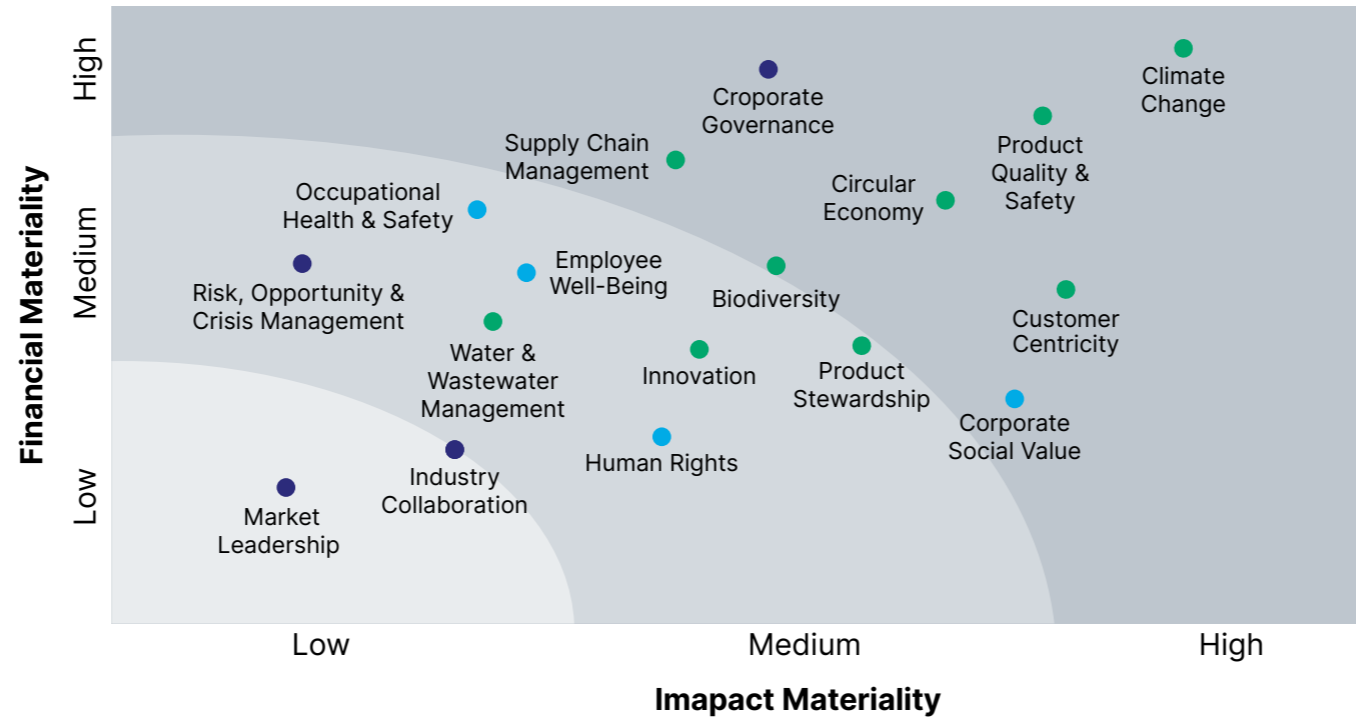 Financial Materiality
High
Medium
Low
Climate
Change
Croporate
Governance
Product
Quality &
Safety
Supply Chain
Management
Circular
Economy
Occupational
Health & Safety
Employee
Well-Being
Risk, Opportunity &
Crisis Management
Biodiversity
Customer
Centricity
Water &
Wastewater
Management
Innovation
Product
Stewardship
Corporate
Social Value
Human Rights
Industry
Collaboration
Market
Leadership
Low
Medium
High
Imapact Materiality